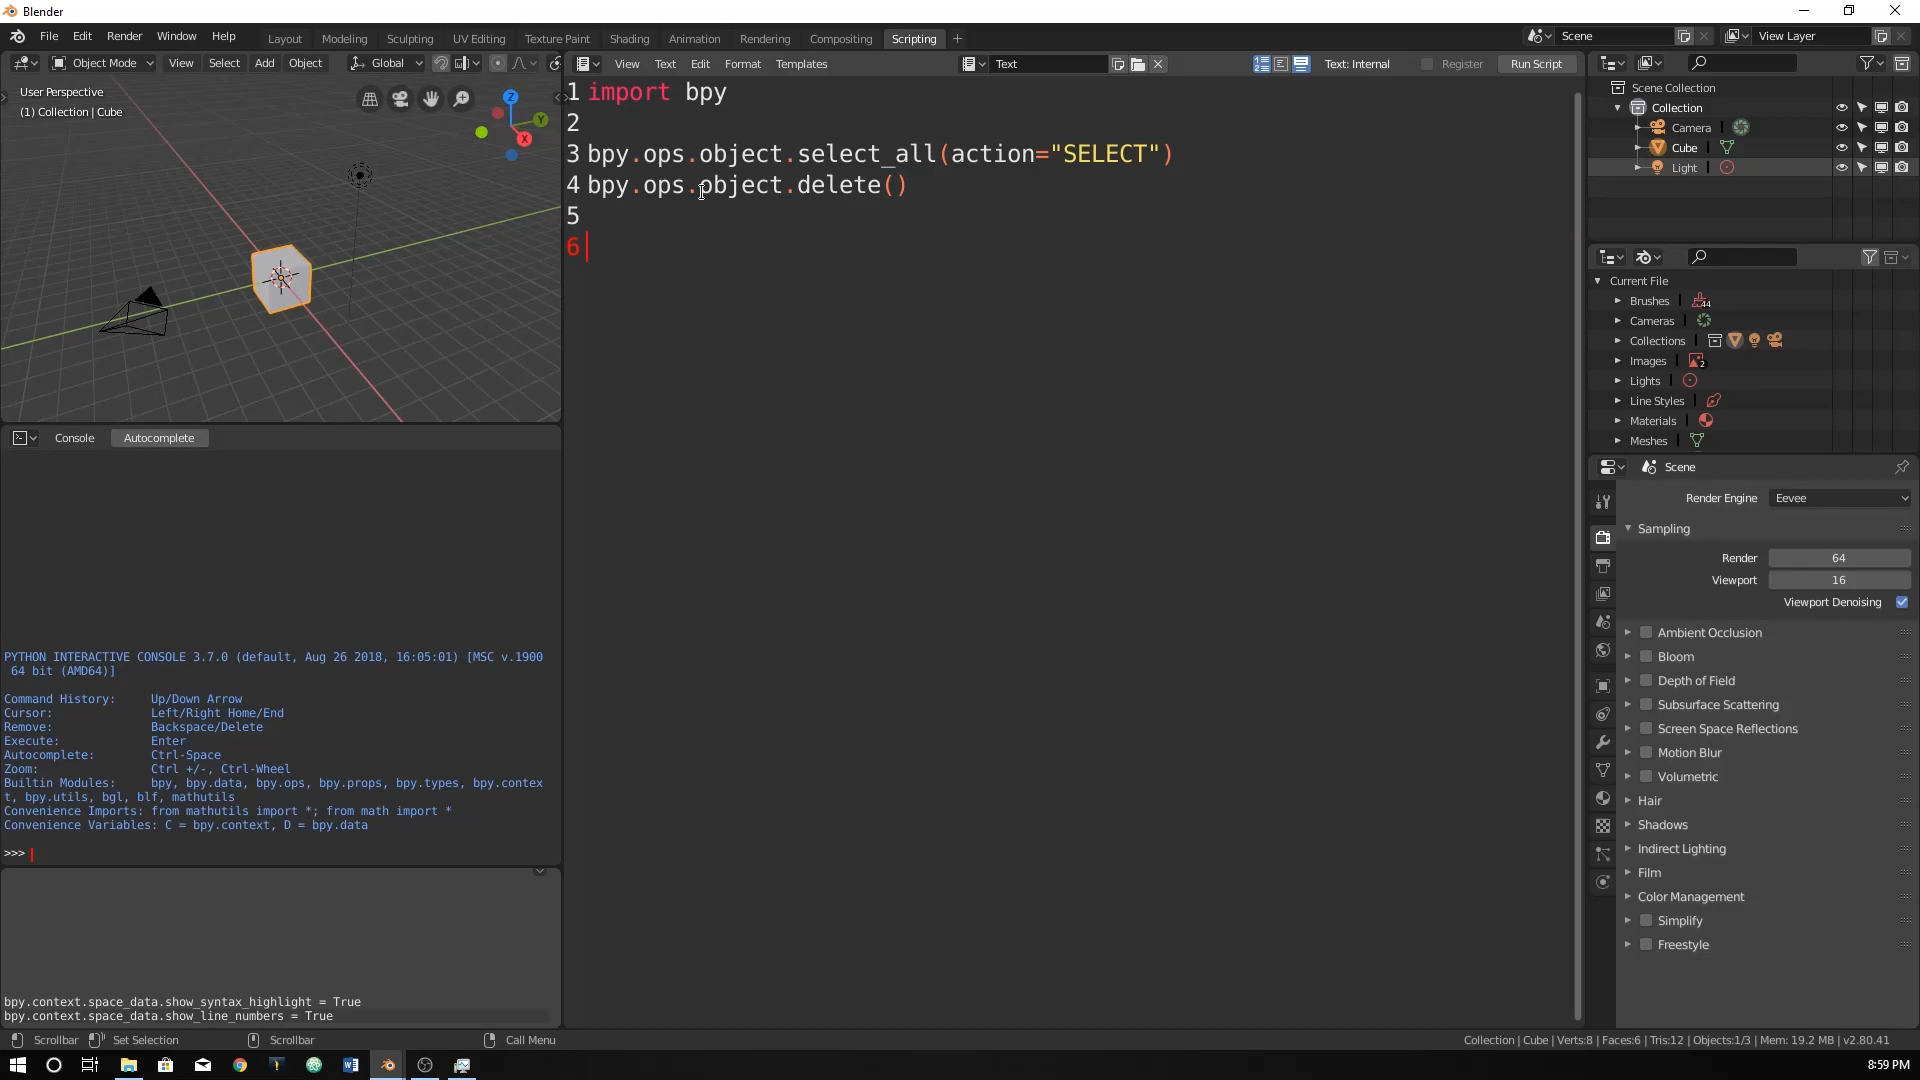 Blender
File Edit Render Window Help Layout Modeling Sculpting UV Editing Texture Paint Shading Animation Rendering Compositing Scripting + Scene View Layer
Object Mode View Select Add Object Global
View Text Edit Format Templates Text Text: Internal Register Run Script
User Perspective
(1) Collection | Cube
Z
Y
X
1 import bpy
2
3 bpy.ops.object.select_all(action="SELECT")
4 bpy.ops.object.delete()
5
6
Scene Collection
Collection
Camera
Cube
Light
Current File
Brushes 44
Cameras
Collections
Images 2
Lights
Line Styles
Materials
Meshes
Console Autocomplete
PYTHON INTERACTIVE CONSOLE 3.7.0 (default, Aug 26 2018, 16:05:01) [MSC v.1900
64 bit (AMD64)]
Command History: Up/Down Arrow
Cursor: Left/Right Home/End
Remove: Backspace/Delete
Execute: Enter
Autocomplete: Ctrl-Space
Zoom: Ctrl +/-, Ctrl-Wheel
Builtin Modules: bpy, bpy.data, bpy.ops, bpy.props, bpy.types, bpy.contex
t, bpy.utils, bgl, blf, mathutils
Convenience Imports: from mathutils import *; from math import *
Convenience Variables: C = bpy.context, D = bpy.data
>>>
bpy.context.space_data.show_syntax_highlight = True
bpy.context.space_data.show_line_numbers = True
Scene
Render Engine Eevee
Sampling
Render 64
Viewport 16
Viewport Denoising
Ambient Occlusion
Bloom
Depth of Field
Subsurface Scattering
Screen Space Reflections
Motion Blur
Volumetric
Hair
Shadows
Indirect Lighting
Film
Color Management
Simplify
Freestyle
Scrollbar Set Selection Scrollbar Call Menu Collection | Cube | Verts:8 | Faces:6 | Tris:12 | Objects:1/3 | Mem: 19.2 MB | v2.80.41
8:59 PM